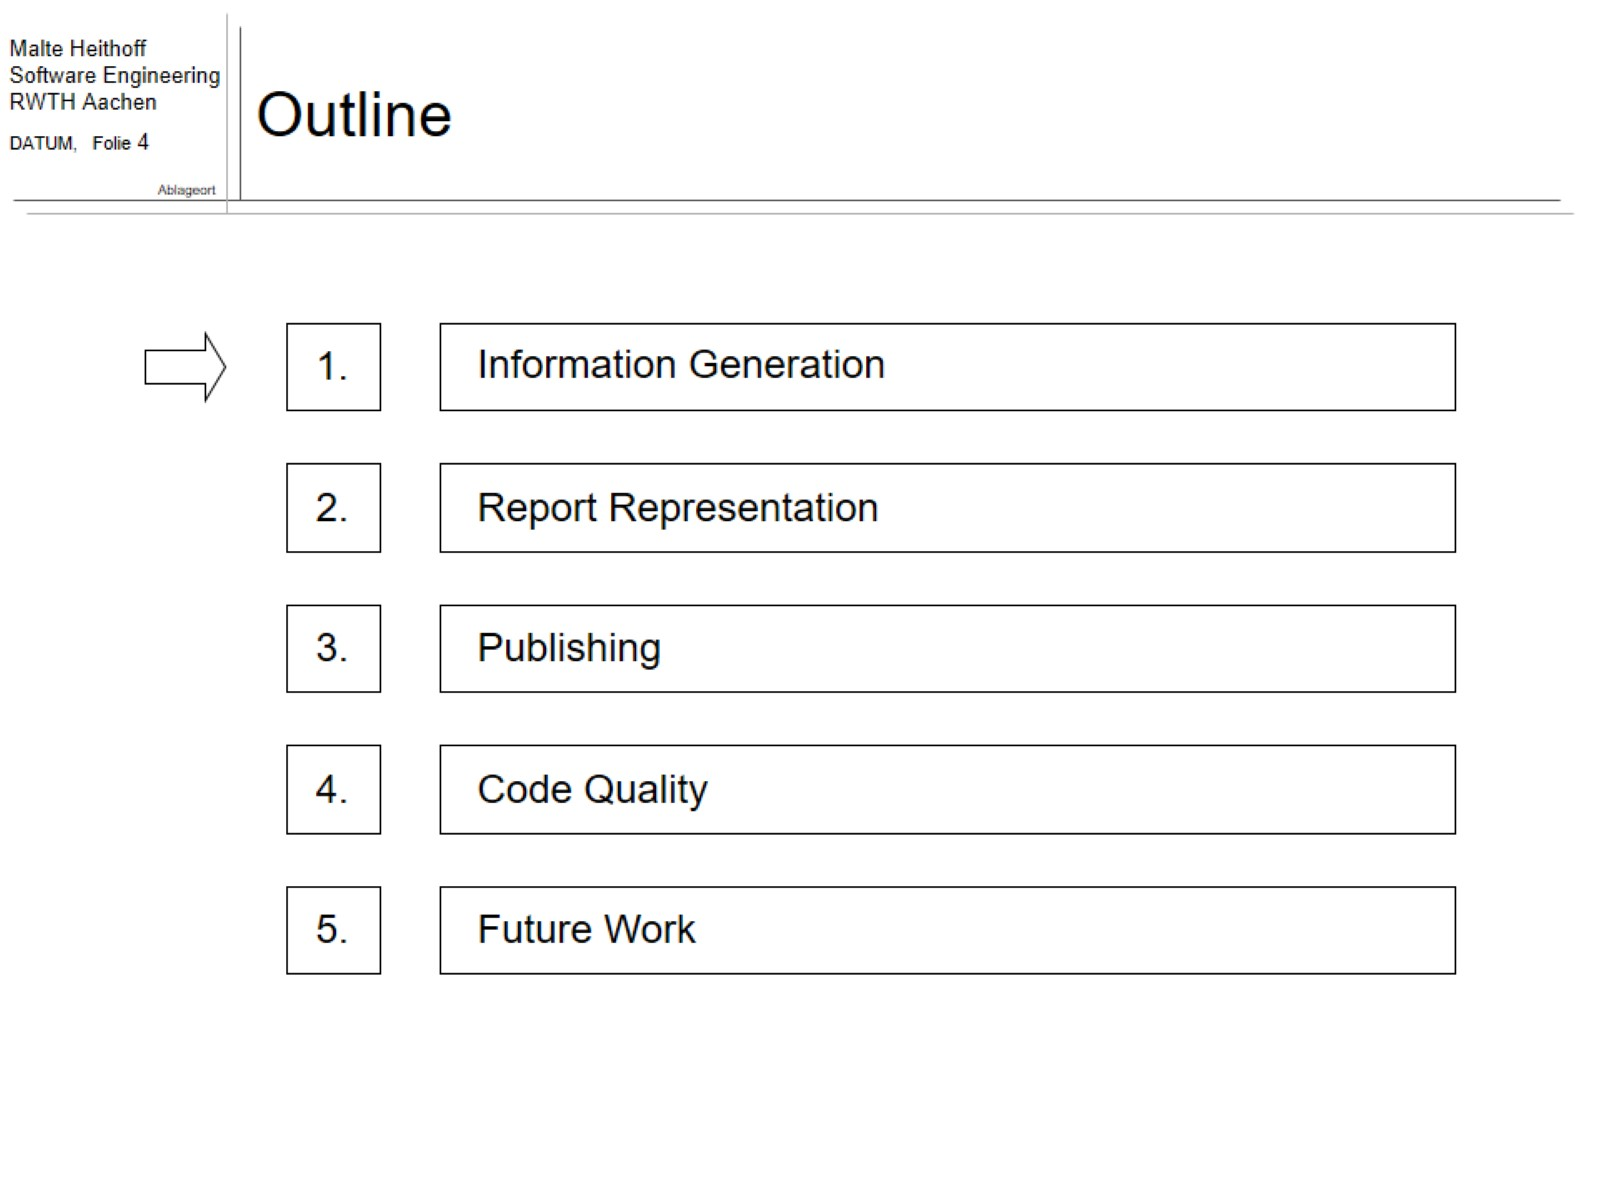 Malte Heithoff
Software Engineering
RWTH Aachen
DATUM, Folie 4
Ablageort
Outline
1. Information Generation
2. Report Representation
3. Publishing
4. Code Quality
5. Future Work